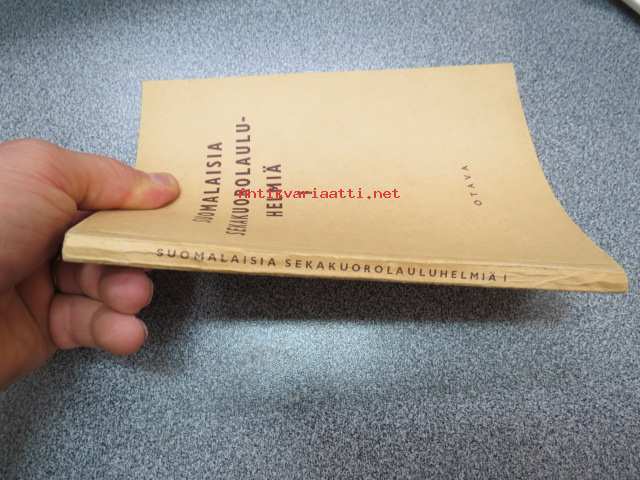 SUOMALAISIA
SEKAKUOROLAULU-
HELMIÄ
I
OTAVA
antikvariaatti.net
SUOMALAISIA SEKAKUOROLAULUHELMIÄ I